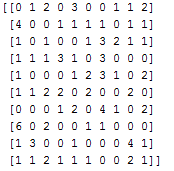 [[0 1 2 0 3 0 0 1 1 2]
[4 0 0 1 1 1 1 0 1 1]
[1 0 1 0 0 1 3 2 1 1]
[1 1 1 3 1 0 3 0 0 0]
[1 0 0 0 1 2 3 1 0 2]
[1 1 2 2 0 2 0 0 2 0]
[0 0 0 1 2 0 4 1 0 2]
[6 0 2 0 0 1 1 0 0 0]
[1 3 0 0 1 0 0 0 4 1]
[1 1 2 1 1 1 0 0 2 1]]